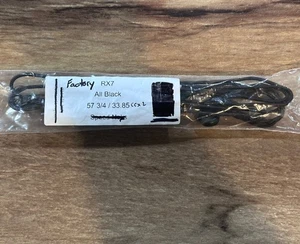 Factory RX7
All Black
57 3/4 / 33.85